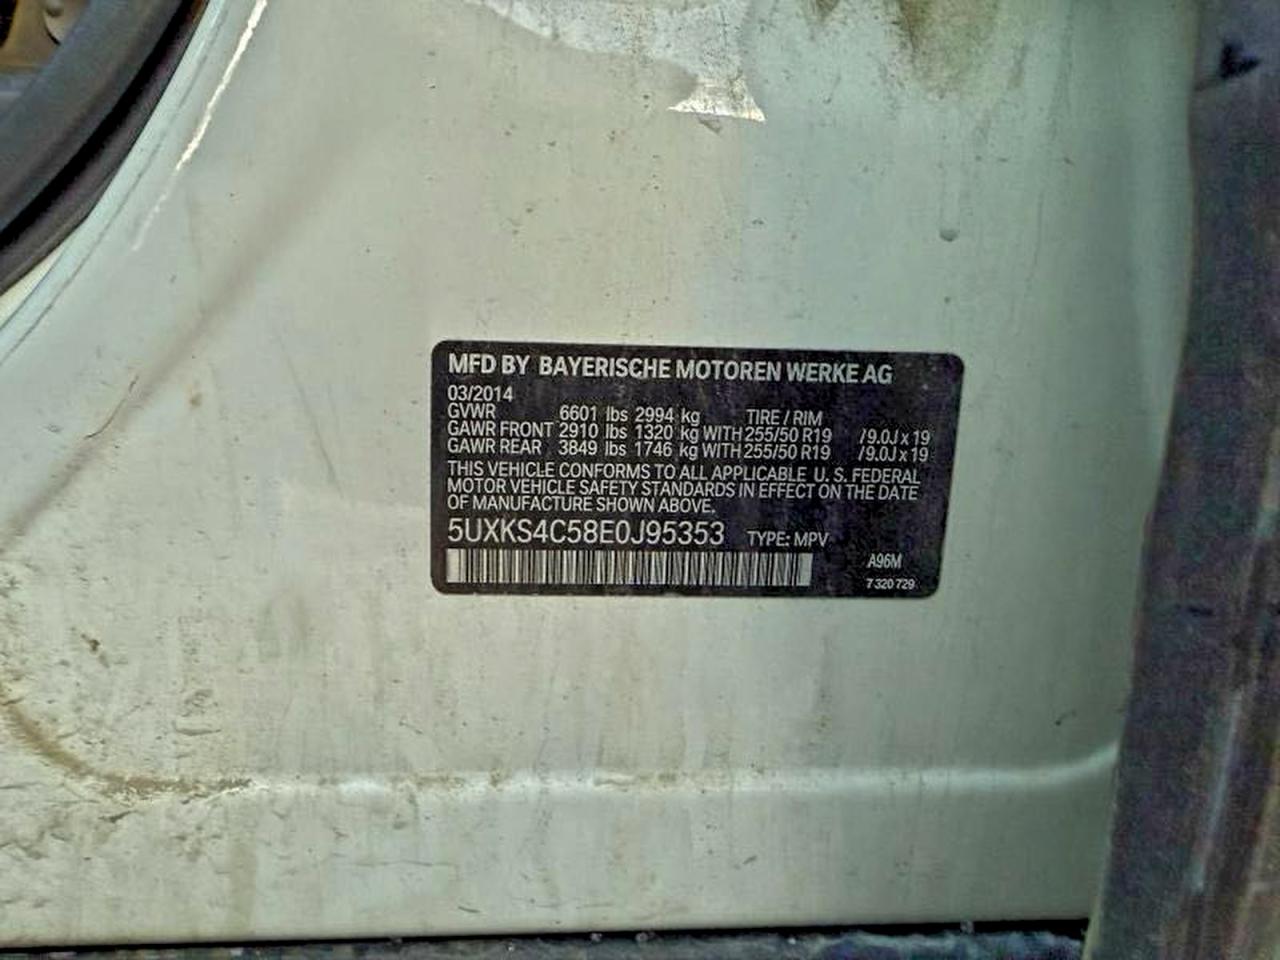 MFD BY BAYERISCHE MOTOREN WERKE AG
03/2014
GVWR 6601 lbs 2994 kg TIRE / RIM
GAWR FRONT 2910 lbs 1320 kg WITH 255/50 R19 /9.0J x 19
GAWR REAR 3849 lbs 1746 kg WITH 255/50 R19 /9.0J x 19
THIS VEHICLE CONFORMS TO ALL APPLICABLE U. S. FEDERAL
MOTOR VEHICLE SAFETY STANDARDS IN EFFECT ON THE DATE
OF MANUFACTURE SHOWN ABOVE.
5UXKS4C58E0J95353 TYPE: MPV
A96M
7 320 729